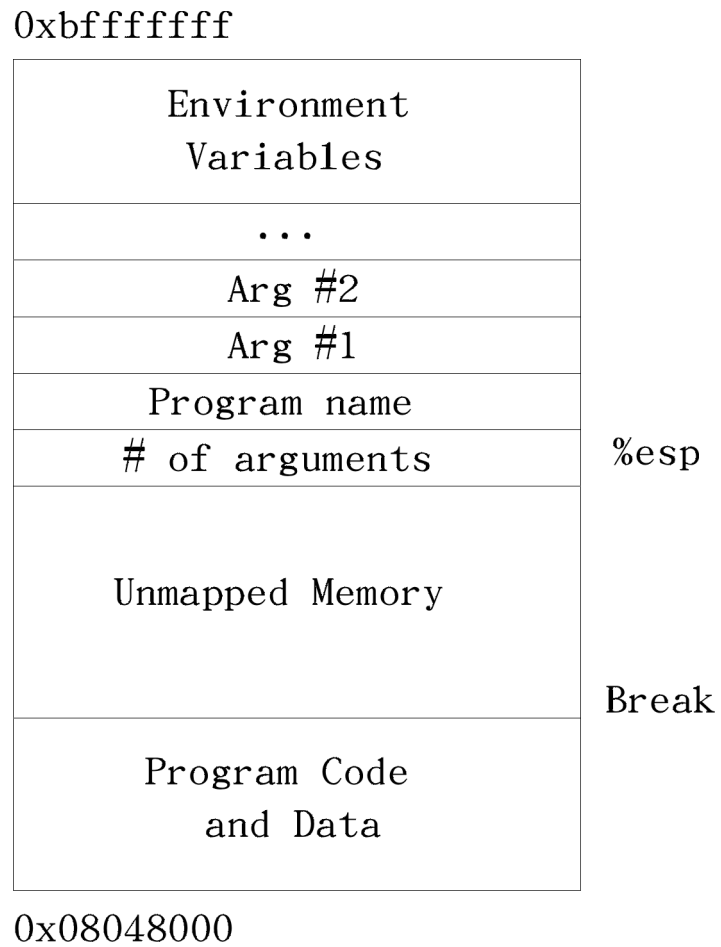 0xbfffffff
Environment
Variables
...
Arg #2
Arg #1
Program name
# of arguments
%esp
Unmapped Memory
Break
Program Code
and Data
0x08048000